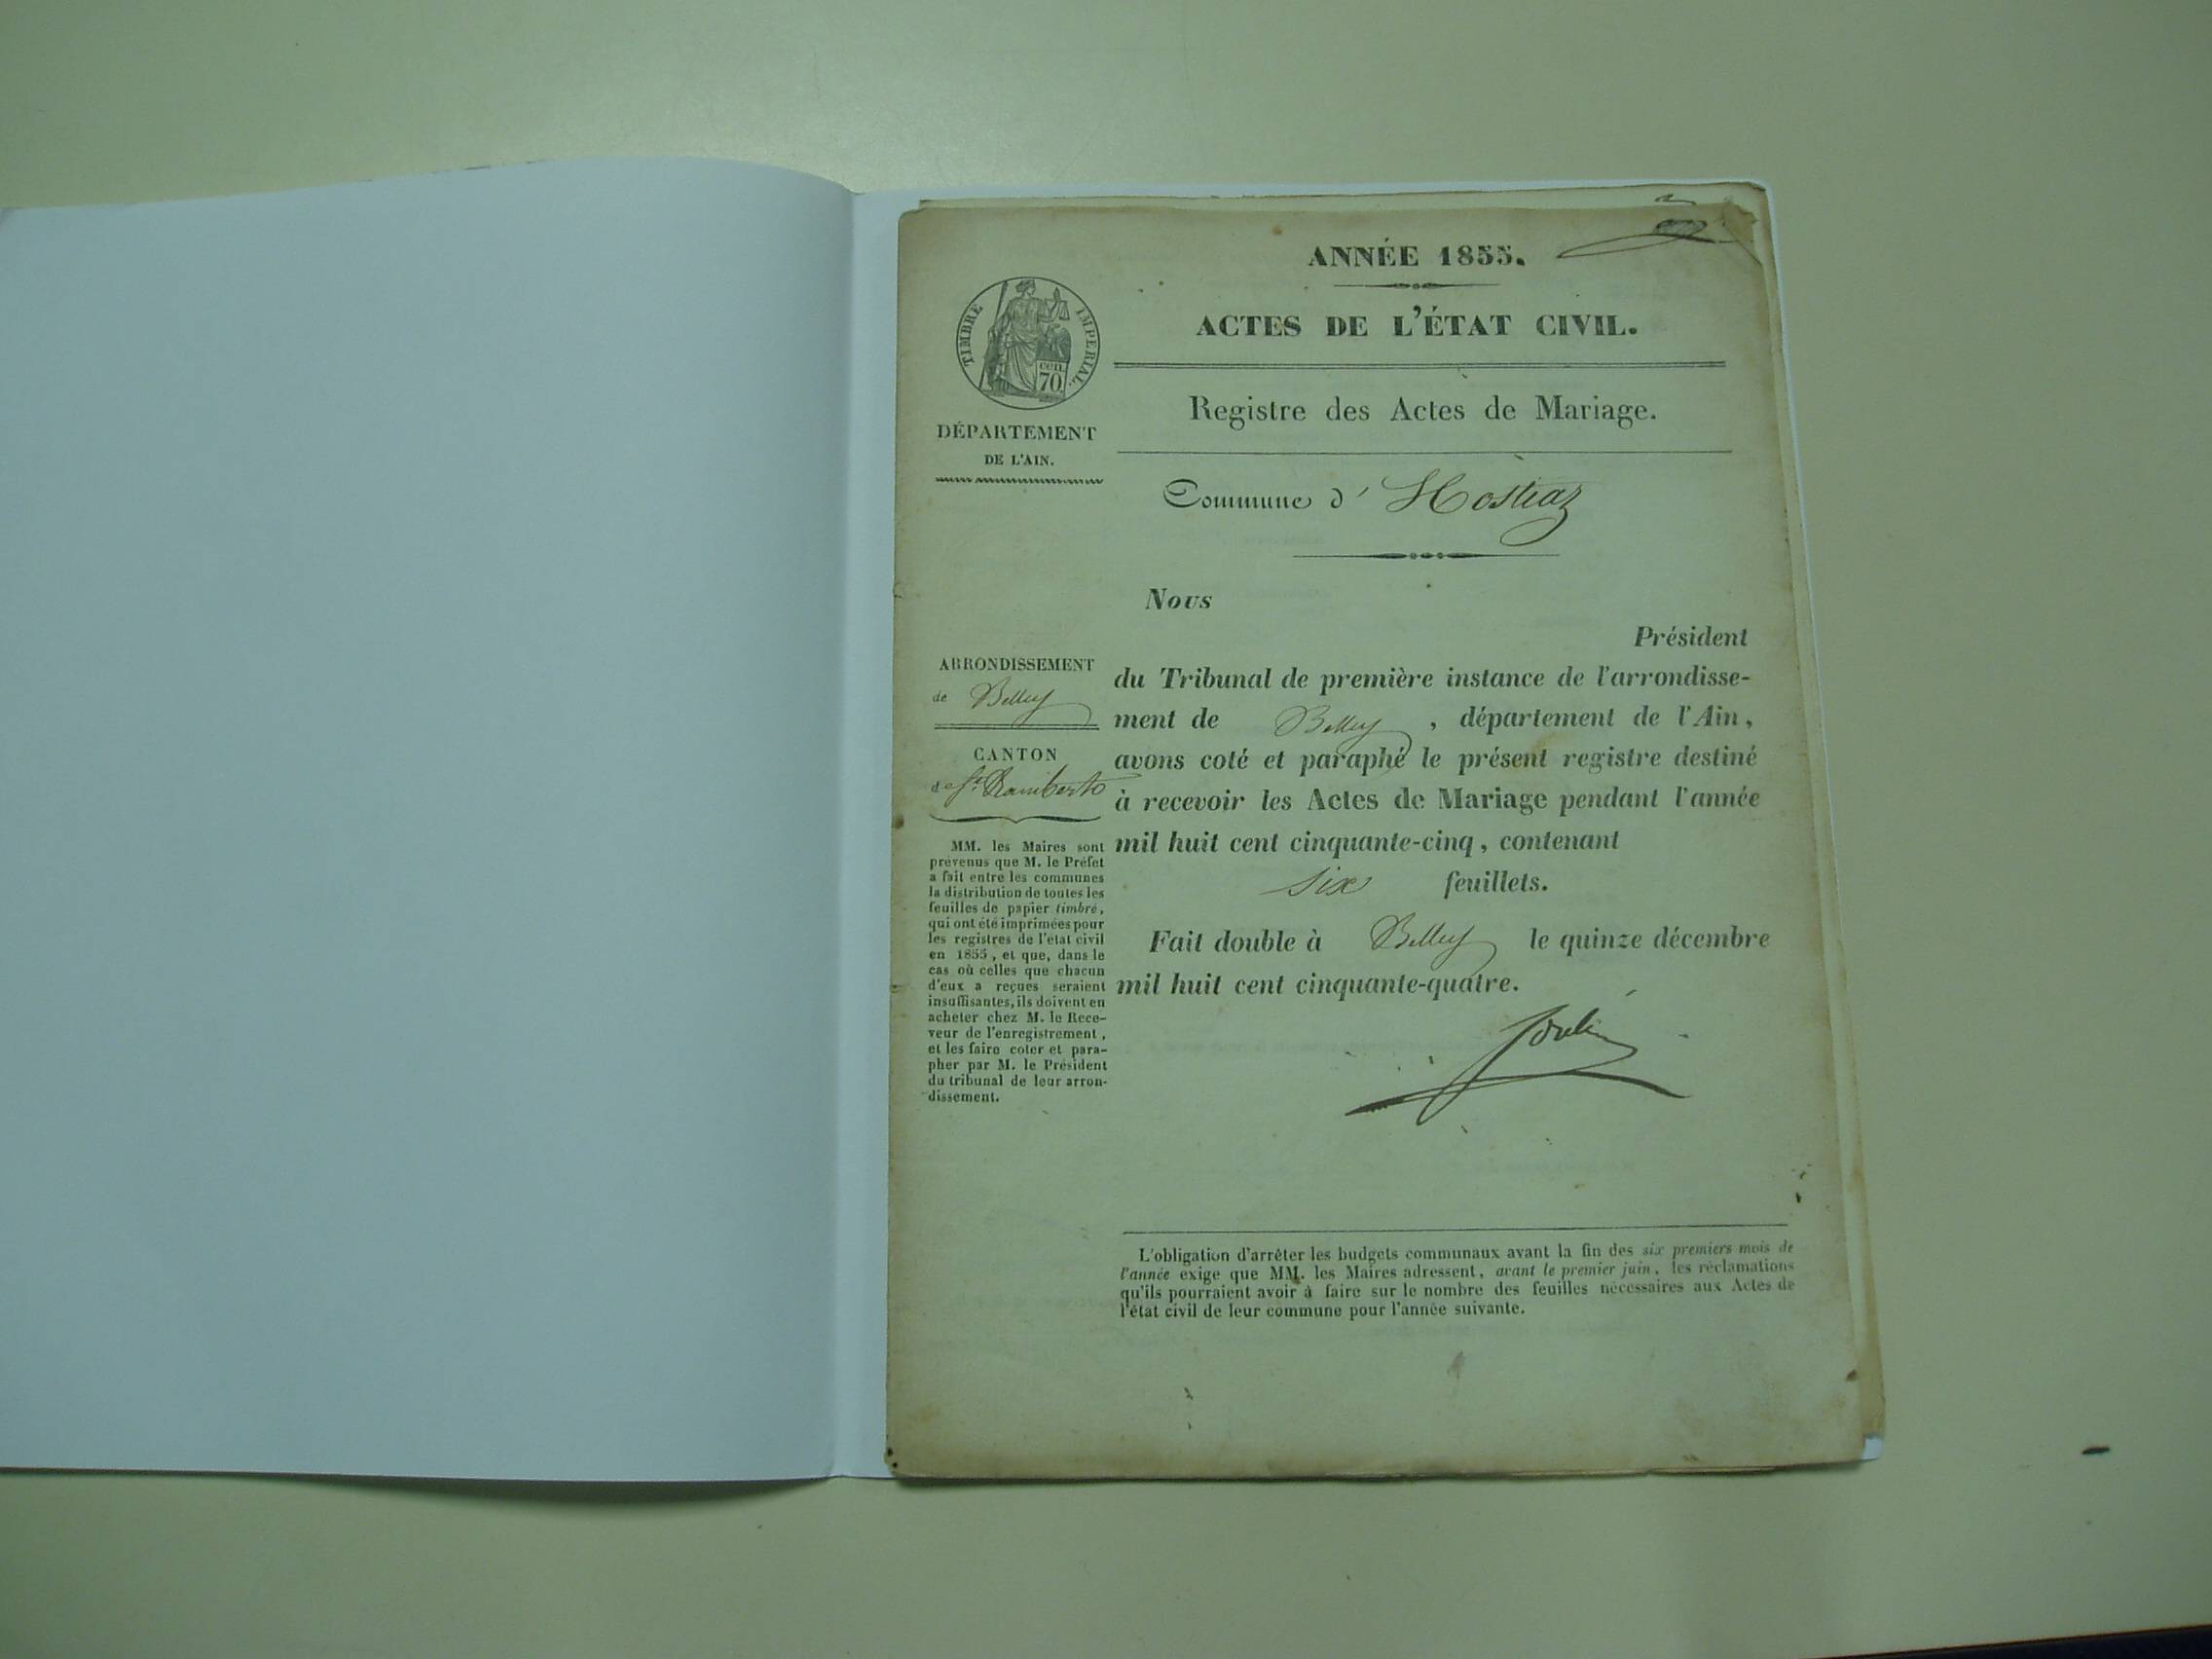 ANNÉE 1855.
ACTES DE L'ÉTAT CIVIL.
TIMBRE IMPERIAL.
CEN. 70.
DÉPARTEMENT
DE L'AIN.
Registre des Actes de Mariage.
Commune d' Hostiaz
Nous
Président
du Tribunal de première instance de l'arrondisse-
ment de Belley, département de l'Ain,
avons coté et paraphé le présent registre destiné
à recevoir les Actes de Mariage pendant l'année
mil huit cent cinquante-cinq, contenant
six feuillets.
Fait double à Belley le quinze décembre
mil huit cent cinquante-quatre.
ARRONDISSEMENT
de Belley
CANTON
de St. Rambert
MM. les Maires sont
prévenus que M. le Préfet
a fait entre les communes
la distribution de toutes les
feuilles de papier timbré,
qui ont été imprimées pour
les registres de l'état civil
en 1855, et que, dans le
cas où celles que chacun
d'eux a reçues seraient
insuffisantes, ils doivent en
acheter chez M. le Rece-
veur de l'enregistrement,
et les faire coter et para-
pher par M. le Président
du tribunal de leur arron-
dissement.
L'obligation d'arrêter les budgets communaux avant la fin des six premiers mois de
l'année exige que MM. les Maires adressent, avant le premier juin, les réclamations
qu'ils pourraient avoir à faire sur le nombre des feuilles nécessaires aux Actes de
l'état civil de leur commune pour l'année suivante.